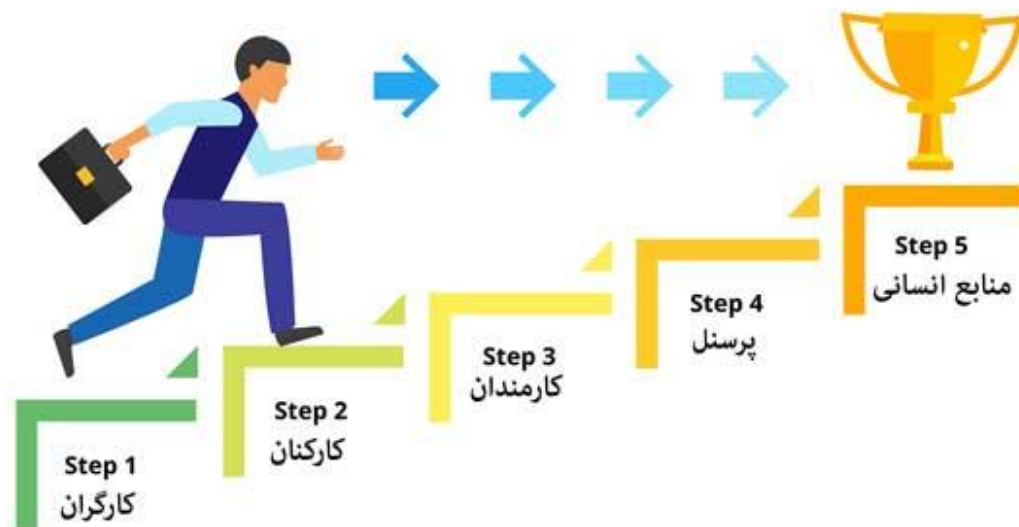 Step 1
کارگران
Step 2
کارکنان
Step 3
کارمندان
Step 4
پرسنل
Step 5
منابع انسانی